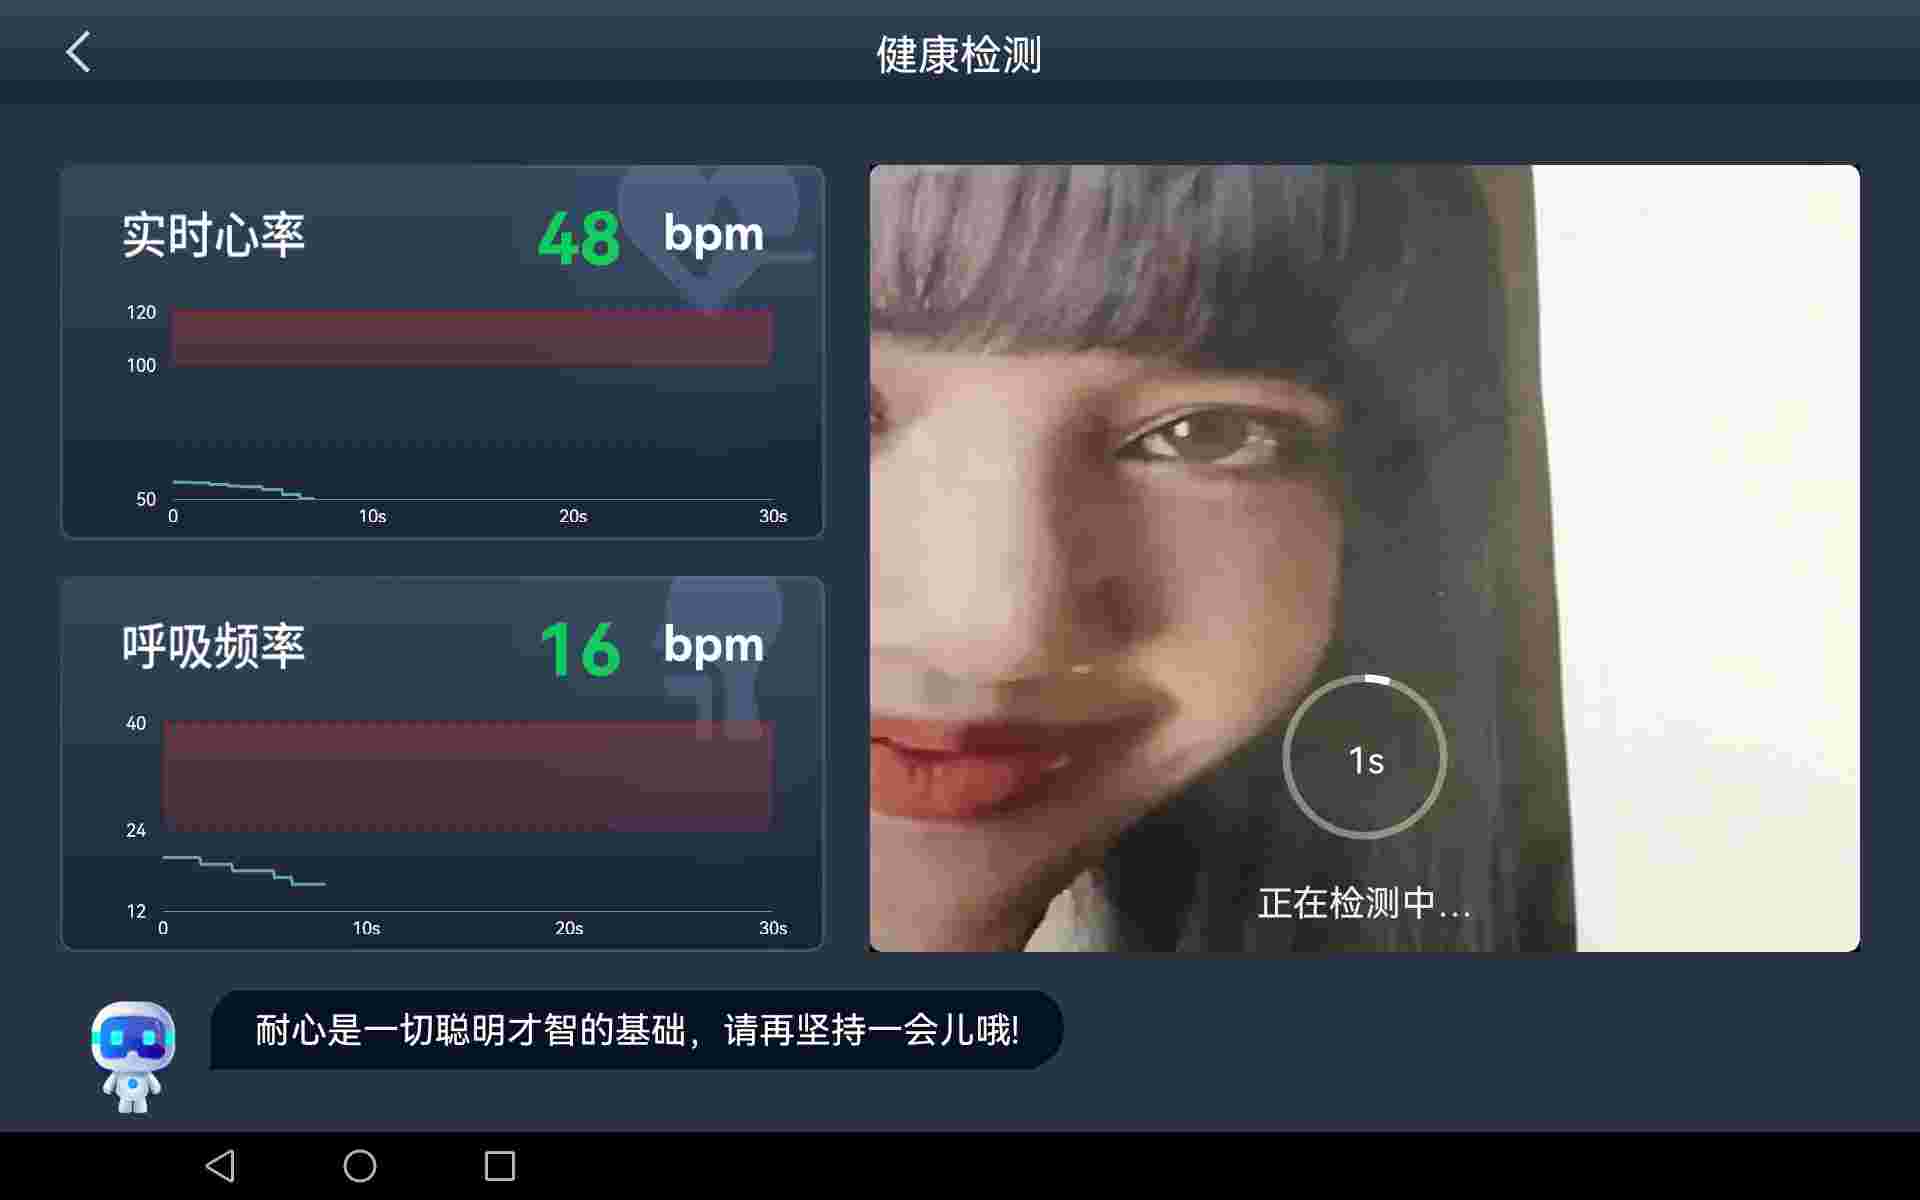 健康检测
实时心率 48 bpm
120
100
50
0 10s 20s 30s
呼吸频率 16 bpm
40
24
12
0 10s 20s 30s
1s
正在检测中...
耐心是一切聪明才智的基础，请再坚持一会儿哦!